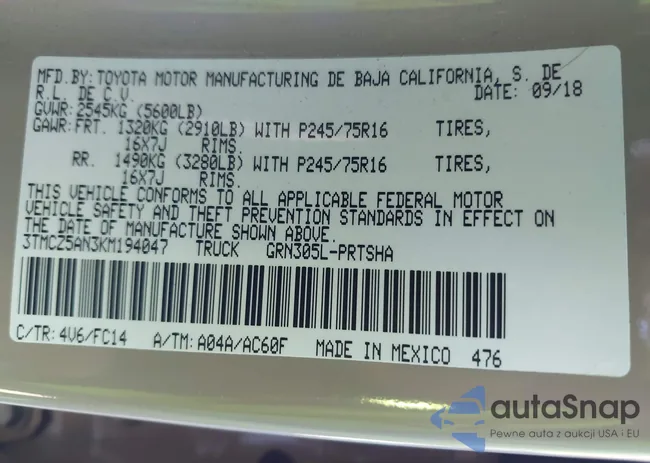 MFD.BY:TOYOTA MOTOR MANUFACTURING DE BAJA CALIFORNIA, S. DE
R.L. DE C.V. DATE: 09/18
GVWR:2545KG (5600LB)
GAWR:FRT. 1320KG (2910LB) WITH P245/75R16 TIRES,
16X7J RIMS.
RR. 1490KG (3280LB) WITH P245/75R16 TIRES,
16X7J RIMS.
THIS VEHICLE CONFORMS TO ALL APPLICABLE FEDERAL MOTOR
VEHICLE SAFETY AND THEFT PREVENTION STANDARDS IN EFFECT ON
THE DATE OF MANUFACTURE SHOWN ABOVE.
3TMCZ5AN3KM194047 TRUCK GRN305L-PRTSHA
C/TR: 4V6/FC14 A/TM: A04A/AC60F MADE IN MEXICO 476
autaSnap
Pewne auta z aukcji USA i EU